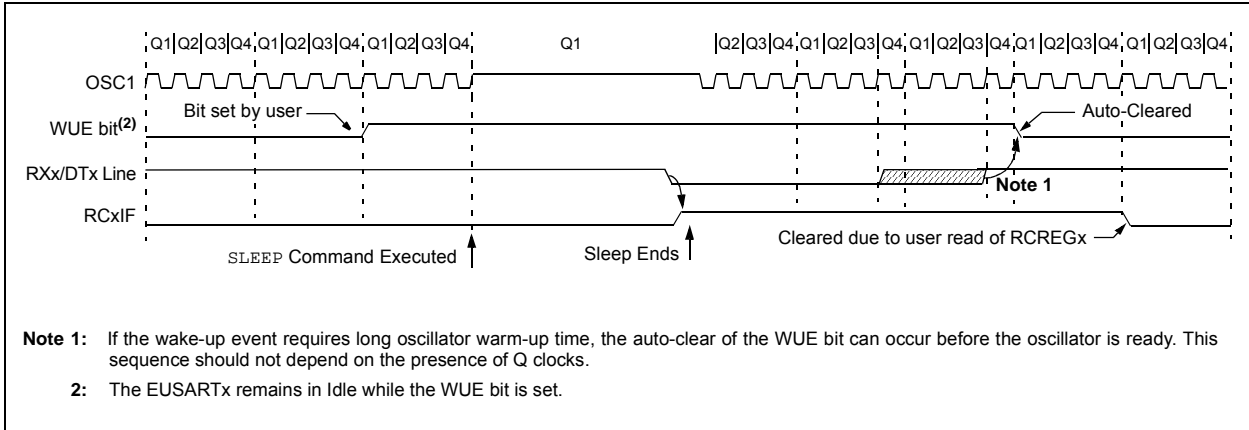 Q1 Q2 Q3 Q4 Q1 Q2 Q3 Q4 Q1 Q2 Q3 Q4 Q1 Q2 Q3 Q4 Q1 Q2 Q3 Q4 Q1 Q2 Q3 Q4 Q1 Q2 Q3 Q4 Q1 Q2 Q3 Q4
OSC1
Bit set by user
Auto-Cleared
WUE bit(2)
RXx/DTx Line
Note 1
RCxIF
Cleared due to user read of RCREGx
SLEEP Command Executed
Sleep Ends
Note 1: If the wake-up event requires long oscillator warm-up time, the auto-clear of the WUE bit can occur before the oscillator is ready. This
sequence should not depend on the presence of Q clocks.
2: The EUSARTx remains in Idle while the WUE bit is set.